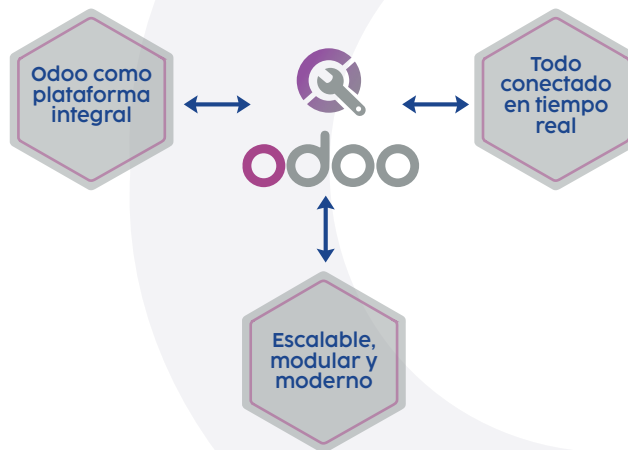 Odoo como
plataforma
integral
odoo
Todo
conectado
en tiempo
real
Escalable,
modular y
moderno